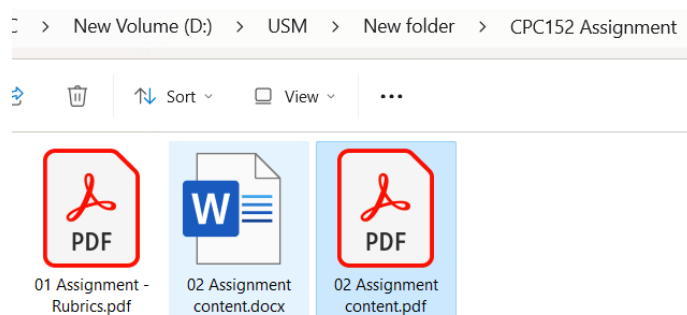 > New Volume (D:) > USM > New folder > CPC152 Assignment
Sort View ...
PDF W PDF
01 Assignment - 02 Assignment 02 Assignment
Rubrics.pdf content.docx content.pdf